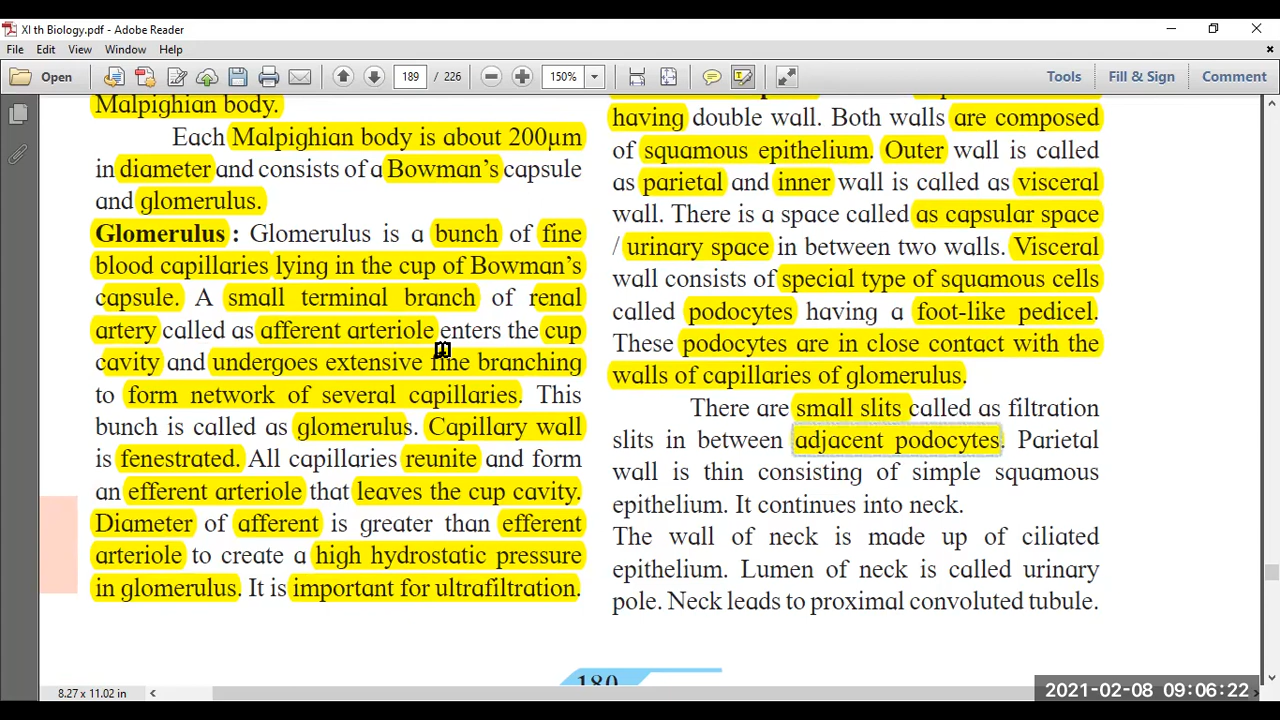 XI th Biology.pdf - Adobe Reader
File Edit View Window Help
Open 189 / 226 150% Tools Fill & Sign Comment
Malpighian body.
Each Malpighian body is about 200µm
in diameter and consists of a Bowman's capsule
and glomerulus.
Glomerulus : Glomerulus is a bunch of fine
blood capillaries lying in the cup of Bowman's
capsule. A small terminal branch of renal
artery called as afferent arteriole enters the cup
cavity and undergoes extensive fine branching
to form network of several capillaries. This
bunch is called as glomerulus. Capillary wall
is fenestrated. All capillaries reunite and form
an efferent arteriole that leaves the cup cavity.
Diameter of afferent is greater than efferent
arteriole to create a high hydrostatic pressure
in glomerulus. It is important for ultrafiltration.
having double wall. Both walls are composed
of squamous epithelium. Outer wall is called
as parietal and inner wall is called as visceral
wall. There is a space called as capsular space
/ urinary space in between two walls. Visceral
wall consists of special type of squamous cells
called podocytes having a foot-like pedicel.
These podocytes are in close contact with the
walls of capillaries of glomerulus.
There are small slits called as filtration
slits in between adjacent podocytes. Parietal
wall is thin consisting of simple squamous
epithelium. It continues into neck.
The wall of neck is made up of ciliated
epithelium. Lumen of neck is called urinary
pole. Neck leads to proximal convoluted tubule.
180
8.27 x 11.02 in
2021-02-08 09:06:22